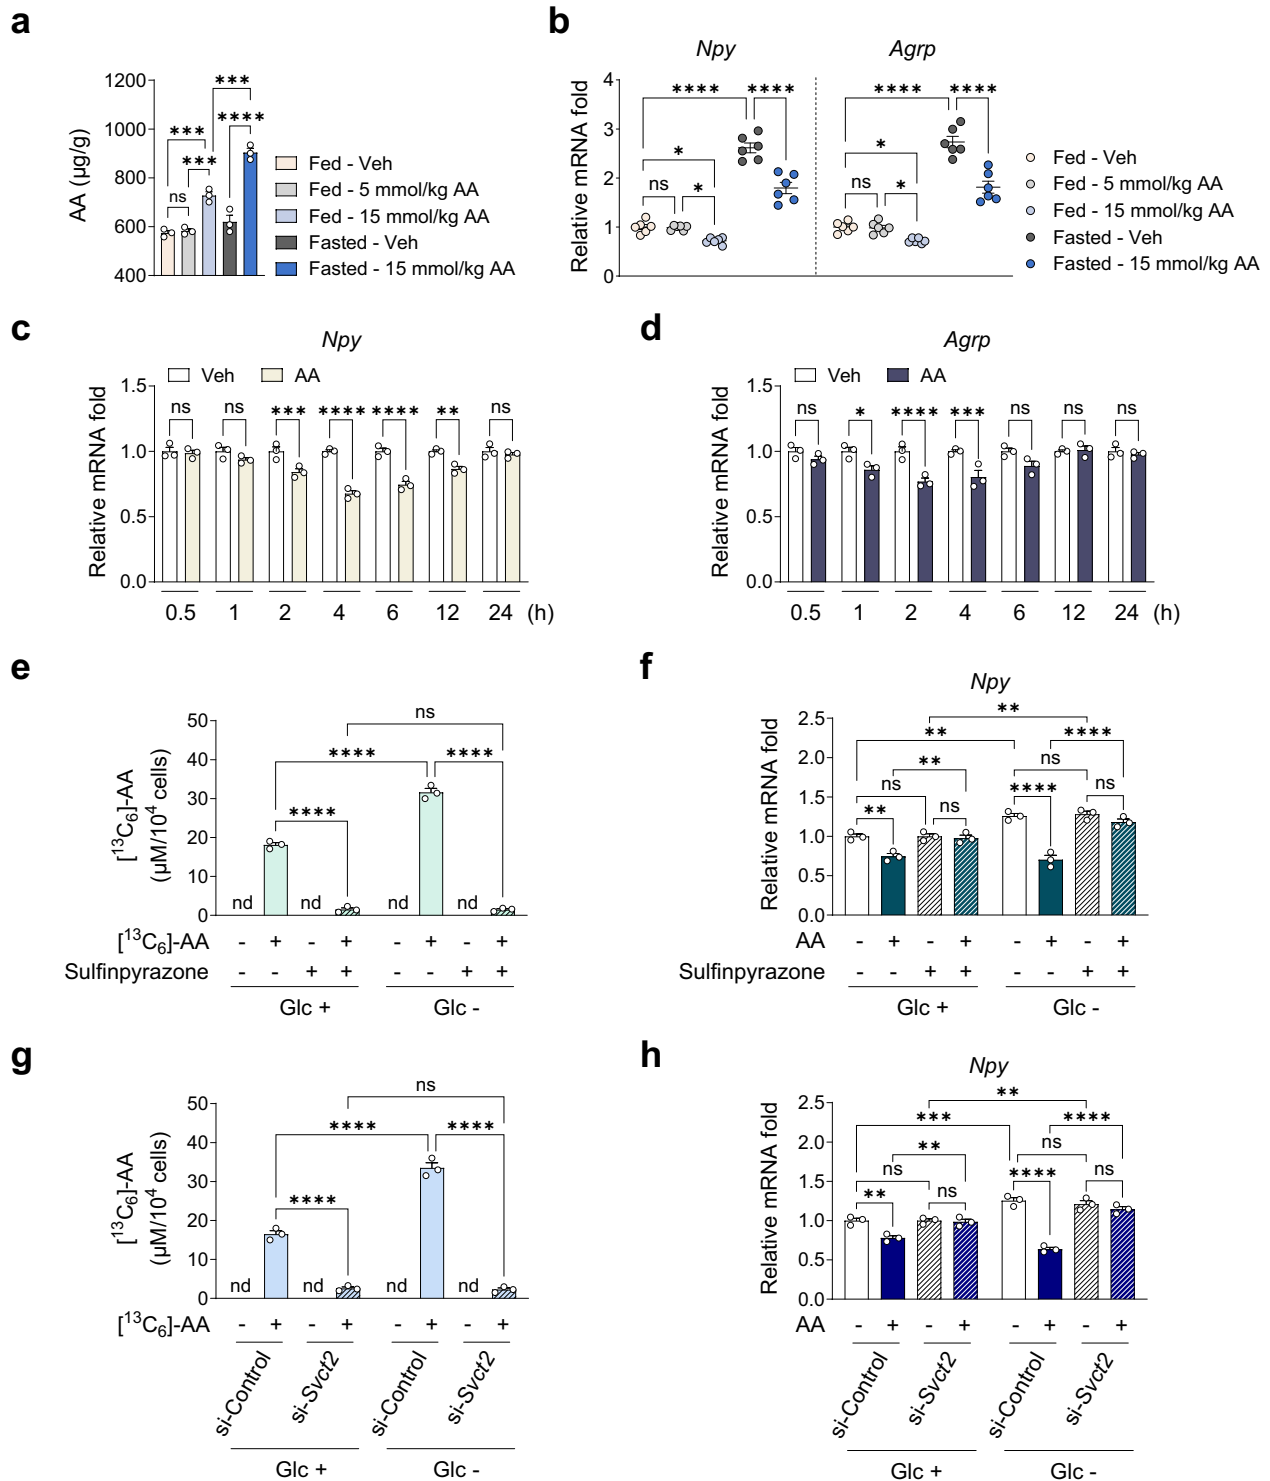 a
AA (µg/g)
1200
1000
800
600
400
ns
***
***
***
****
Fed - Veh
Fed - 5 mmol/kg AA
Fed - 15 mmol/kg AA
Fasted - Veh
Fasted - 15 mmol/kg AA
b
Npy
Agrp
Relative mRNA fold
4
3
2
1
0
**** ****
*
ns *
**** ****
*
ns *
Fed - Veh
Fed - 5 mmol/kg AA
Fed - 15 mmol/kg AA
Fasted - Veh
Fasted - 15 mmol/kg AA
c
Npy
Veh AA
Relative mRNA fold
1.5
1.0
0.5
0.0
ns ns *** **** **** ** ns
0.5 1 2 4 6 12 24 (h)
d
Agrp
Veh AA
Relative mRNA fold
1.5
1.0
0.5
0.0
ns * **** *** ns ns ns
0.5 1 2 4 6 12 24 (h)
e
[13C6]-AA
(µM/10⁴ cells)
50
40
30
20
10
0
ns
**** ****
****
nd nd nd nd
[13C6]-AA - + - + - + - +
Sulfinpyrazone - - + + - - + +
Glc + Glc -
f
Npy
Relative mRNA fold
2.5
2.0
1.5
1.0
0.5
0.0
**
** ****
** ns
ns **** ns
** ns
AA - + - + - + - +
Sulfinpyrazone - - + + - - + +
Glc + Glc -
g
[13C6]-AA
(µM/10⁴ cells)
50
40
30
20
10
0
ns
**** ****
****
nd nd nd nd
[13C6]-AA - + - + - + - +
si-Control si-Svct2 si-Control si-Svct2
Glc + Glc -
h
Npy
Relative mRNA fold
2.5
2.0
1.5
1.0
0.5
0.0
**
*** ****
** ns
ns **** ns
** ns
AA - + - + - + - +
si-Control si-Svct2 si-Control si-Svct2
Glc + Glc -